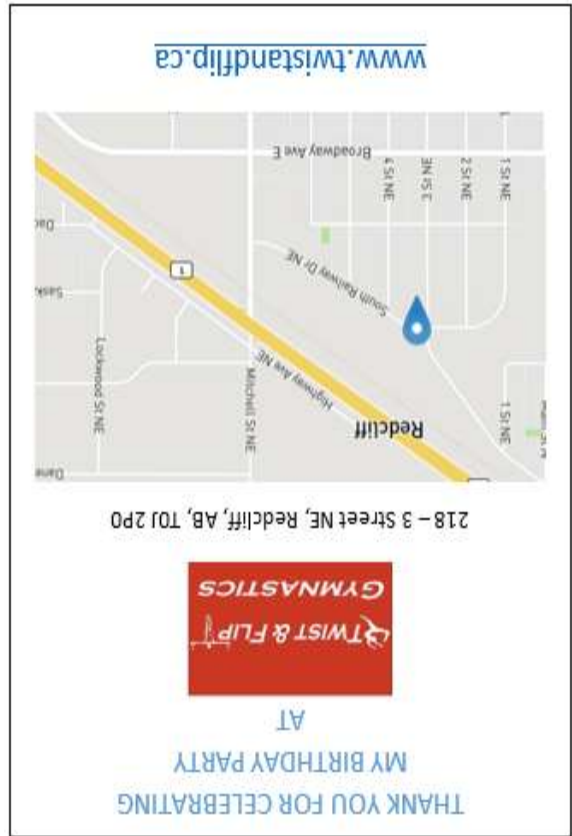 THANK YOU FOR CELEBRATING
MY BIRTHDAY PARTY
AT
TWIST & FLIP
GYMNASTICS
218 – 3 Street NE, Redcliff, AB, T0J 2P0
Dane
1 St NE
Redcliff
Highway Ave NE
Mitchell St NE
Lockwood St NE
South Railway Dr NE
Sask
1
1 St NE
2 St NE
3 St NE
4 St NE
Broadway Ave E
www.twistandflip.ca